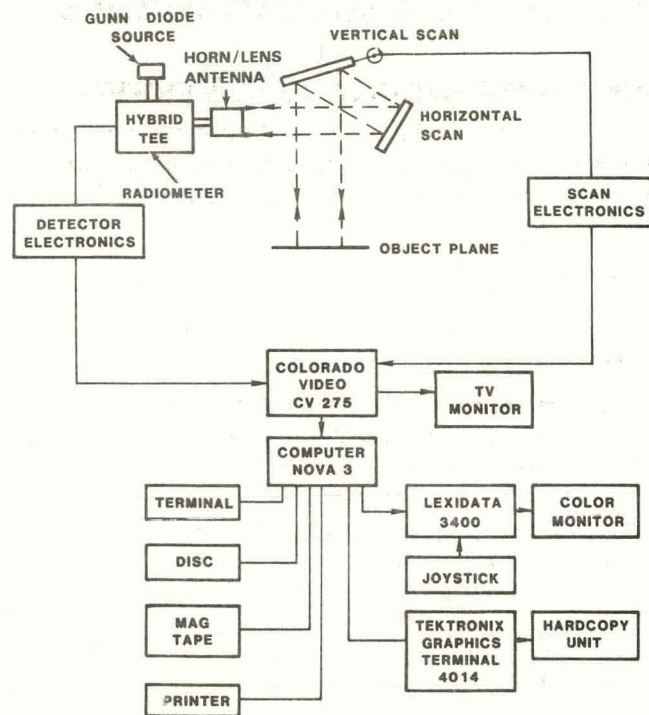 GUNN DIODE
SOURCE
HORN/LENS
ANTENNA
VERTICAL SCAN
HYBRID
TEE
HORIZONTAL
SCAN
RADIOMETER
DETECTOR
ELECTRONICS
SCAN
ELECTRONICS
OBJECT PLANE
COLORADO
VIDEO
CV 275
TV
MONITOR
COMPUTER
NOVA 3
TERMINAL
LEXIDATA
3400
COLOR
MONITOR
DISC
JOYSTICK
MAG
TAPE
TEKTRONIX
GRAPHICS
TERMINAL
4014
HARDCOPY
UNIT
PRINTER